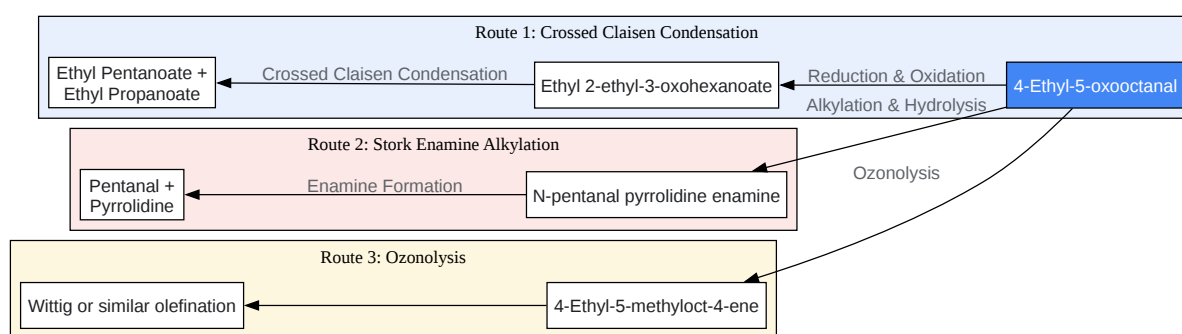 Route 1: Crossed Claisen Condensation
Ethyl Pentanoate +
Ethyl Propanoate
Crossed Claisen Condensation
Ethyl 2-ethyl-3-oxohexanoate
Reduction & Oxidation
4-Ethyl-5-oxooctanal
Alkylation & Hydrolysis
Route 2: Stork Enamine Alkylation
Pentanal +
Pyrrolidine
Enamine Formation
N-pentanal pyrrolidine enamine
Ozonolysis
Route 3: Ozonolysis
Wittig or similar olefination
4-Ethyl-5-methyloct-4-ene